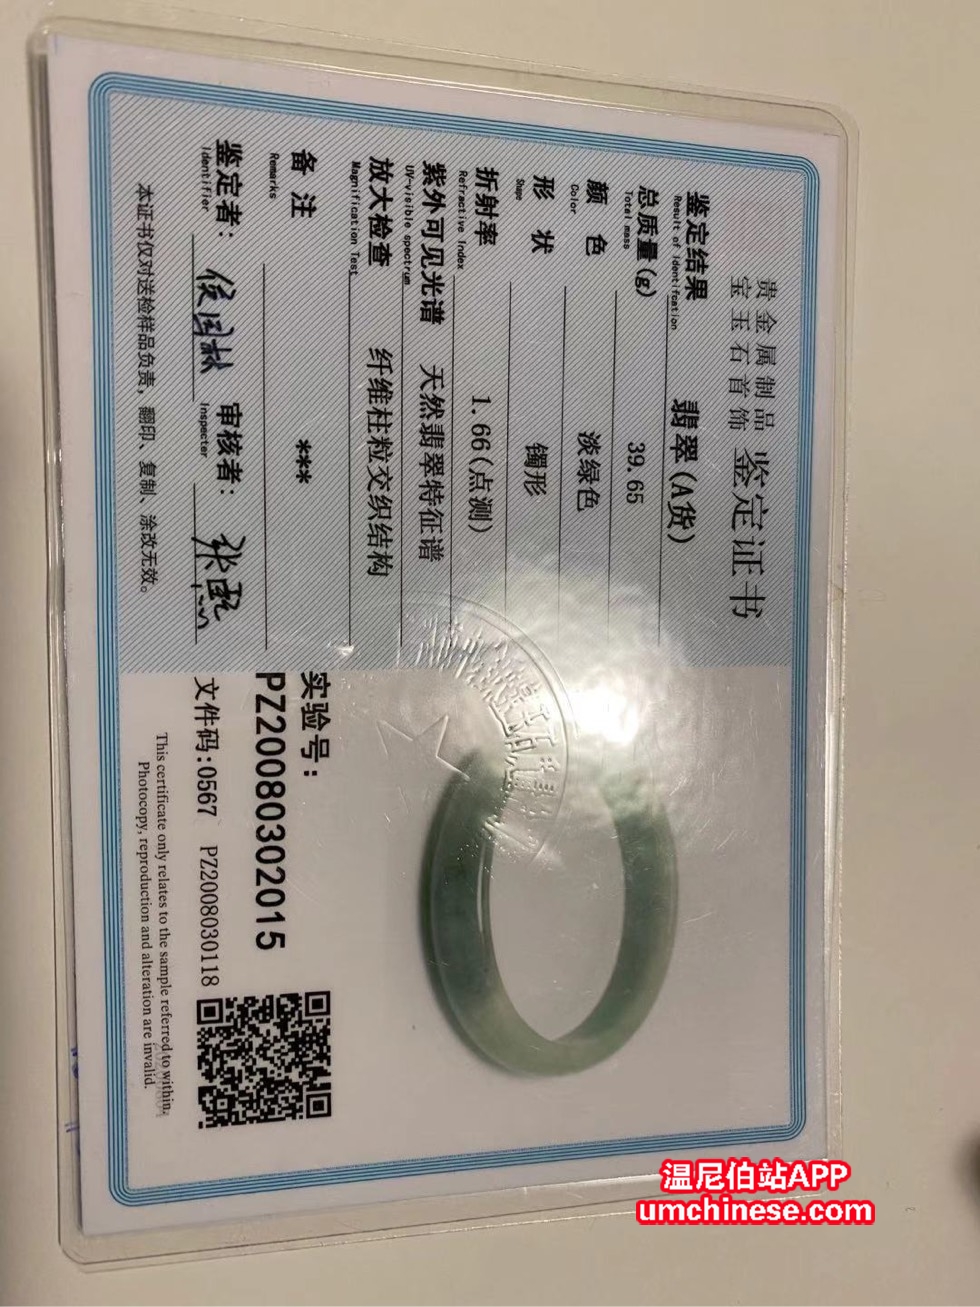 贵金属制品
宝玉石首饰
鉴定证书
鉴定结果 翡翠(A货)
Result of Identification
总质量(g) 39.65
Total mass
颜 色 淡绿色
Color
形 状 镯形
Shape
折射率 1.66(点测)
Refractive Index
紫外可见光谱 天然翡翠特征谱
UV-visible spectrum
放大检查 纤维柱粒交织结构
Magnification Test
备 注 ***
Remarks
鉴定者: 审核者:
Identifier Inspecter
本证书仅对送检样品负责，翻印、复制、涂改无效。
实验号:
PZ20080302015
文件码:0567 PZ2008030118
This certificate only relates to the sample referred to within.
Photocopy, reproduction and alteration are invalid.
温尼伯站APP
umchinese.com